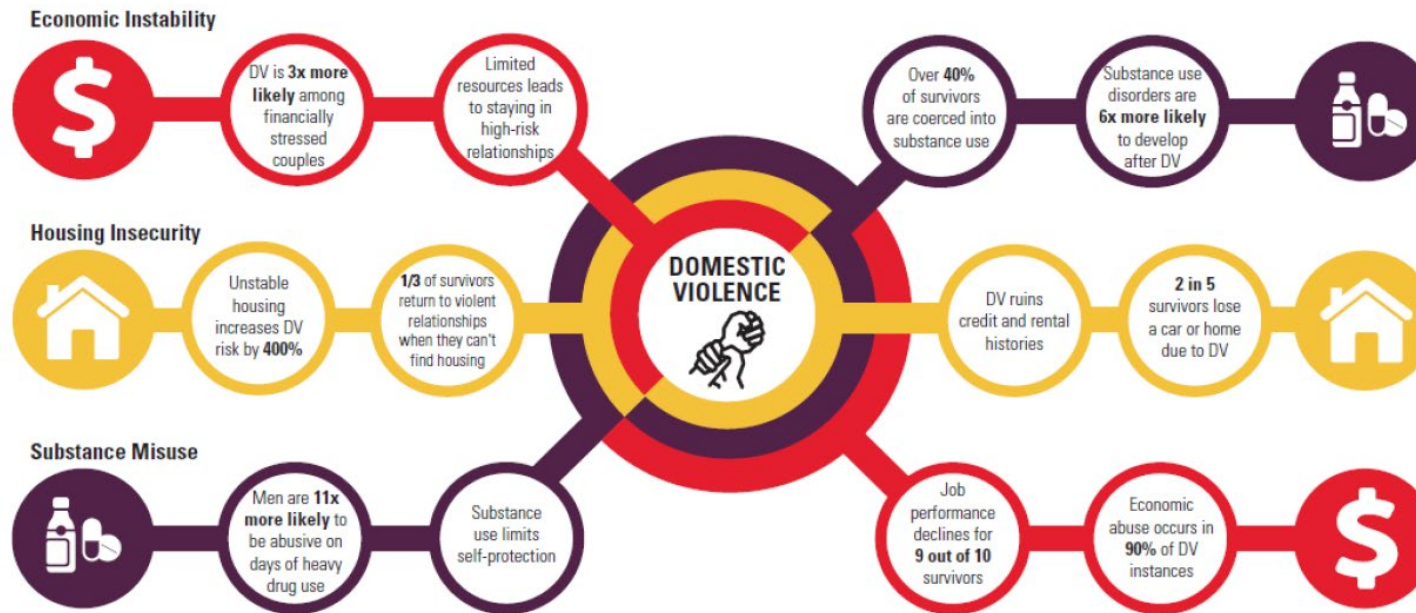 Economic Instability
$
DV is 3x more
likely among
financially
stressed
couples
Limited
resources leads
to staying in
high-risk
relationships
Over 40%
of survivors
are coerced into
substance use
Substance use
disorders are
6x more likely
to develop
after DV
Housing Insecurity
Unstable
housing
increases DV
risk by 400%
1/3 of survivors
return to violent
relationships
when they can't
find housing
DOMESTIC
VIOLENCE
DV ruins
credit and rental
histories
2 in 5
survivors lose
a car or home
due to DV
Substance Misuse
Men are 11x
more likely to
be abusive on
days of heavy
drug use
Substance
use limits
self-protection
Job
performance
declines for
9 out of 10
survivors
Economic
abuse occurs in
90% of DV
instances
$